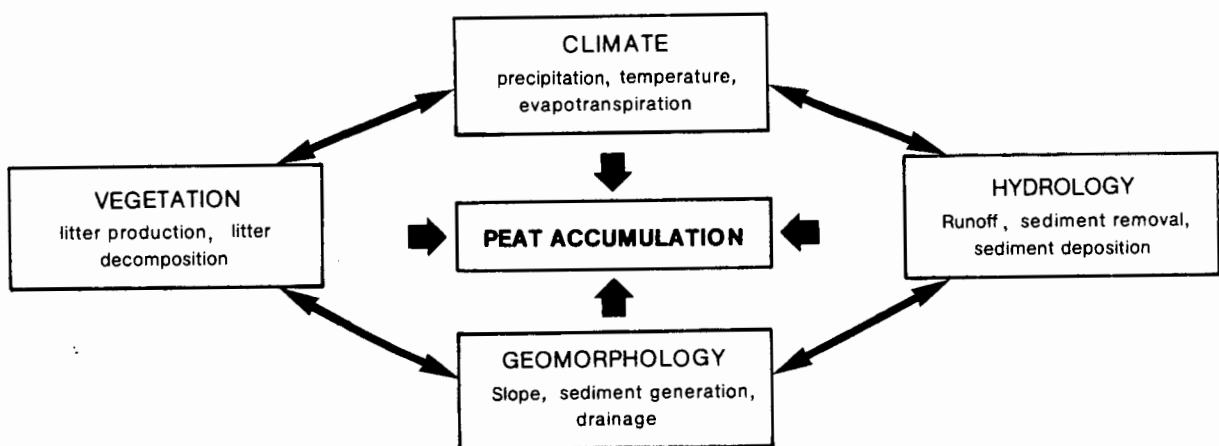 CLIMATE
precipitation, temperature,
evapotranspiration
VEGETATION
litter production, litter
decomposition
PEAT ACCUMULATION
HYDROLOGY
Runoff, sediment removal,
sediment deposition
GEOMORPHOLOGY
Slope, sediment generation,
drainage